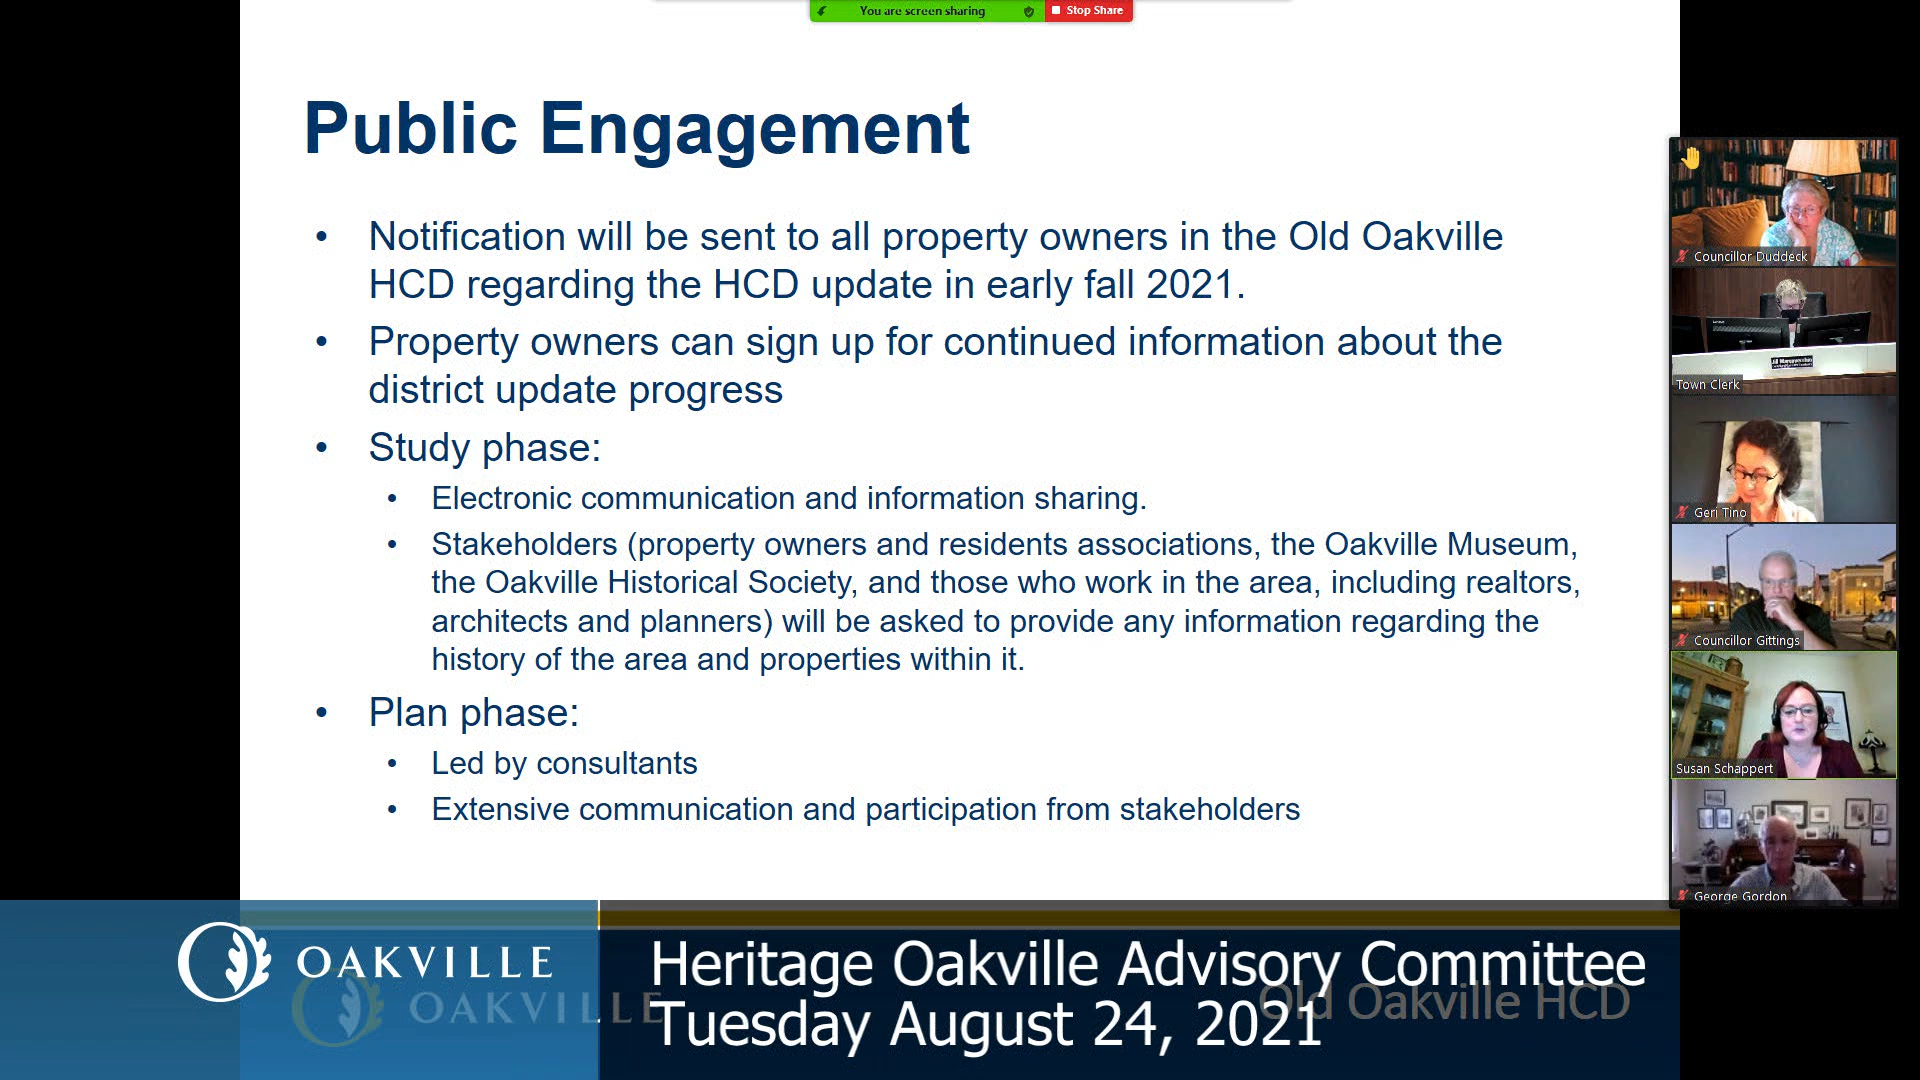 You are screen sharing
Stop Share
Public Engagement
• Notification will be sent to all property owners in the Old Oakville
HCD regarding the HCD update in early fall 2021.
• Property owners can sign up for continued information about the
district update progress
• Study phase:
• Electronic communication and information sharing.
• Stakeholders (property owners and residents associations, the Oakville Museum,
the Oakville Historical Society, and those who work in the area, including realtors,
architects and planners) will be asked to provide any information regarding the
history of the area and properties within it.
• Plan phase:
• Led by consultants
• Extensive communication and participation from stakeholders
Councillor Duddeck
Town Clerk
Geri Tino
Councillor Gittings
Susan Schappert
George Gordon
OAKVILLE
OAKVILLE
Heritage Oakville Advisory Committee
Old Oakville HCD
Tuesday August 24, 2021